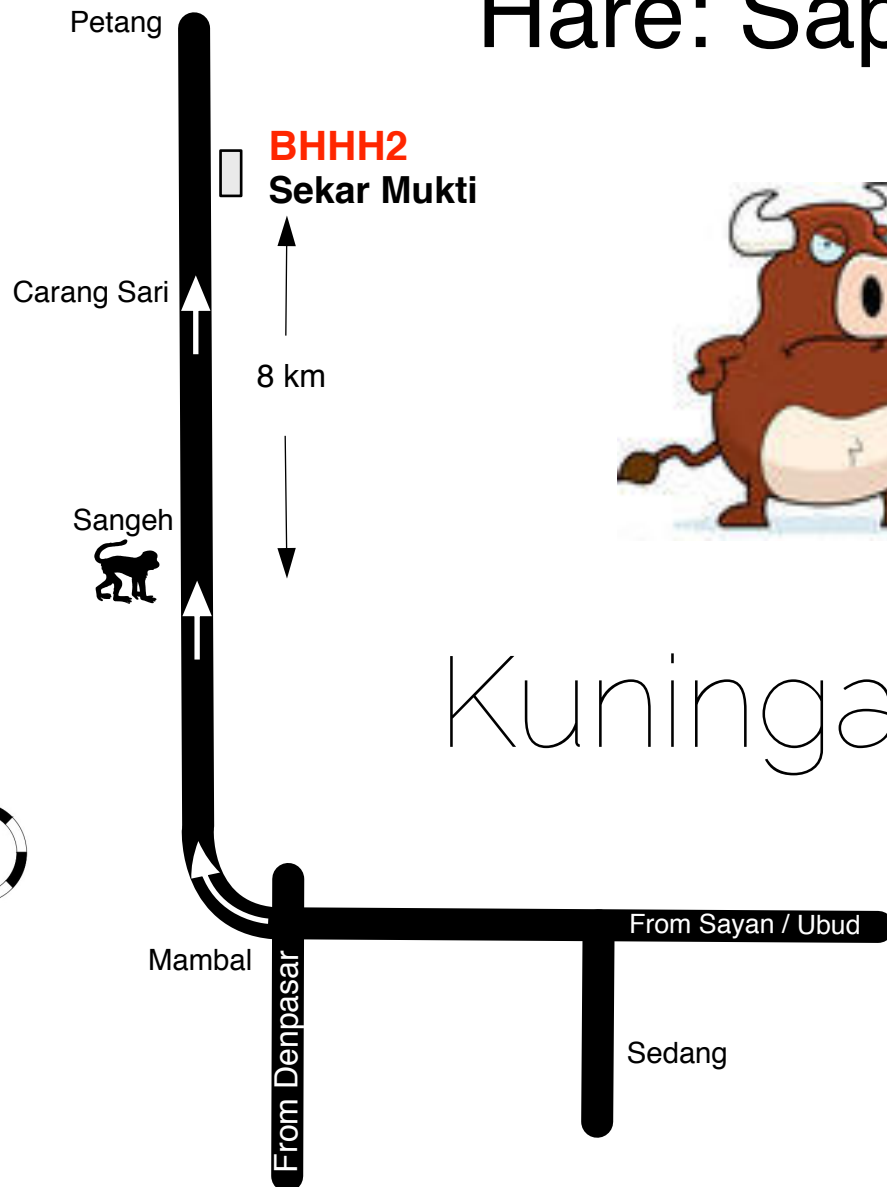 Petang
Hare: Sap
BHHH2
Sekar Mukti
Carang Sari
8 km
Sangeh
Kuninga
From Sayan / Ubud
Mambal
From Denpasar
Sedang